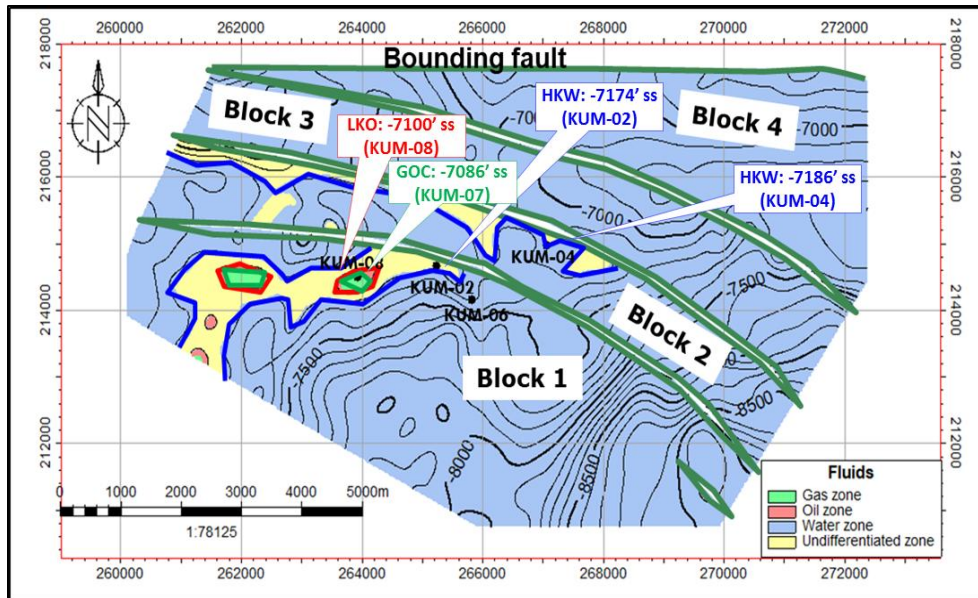 260000 262000 264000 266000 268000 270000 272000
218000
218000
Bounding fault
HKW: -7174' ss
(KUM-02)
Block 3
Block 4
LKO: -7100' ss
(KUM-08)
-7000
216000
216000
GOC: -7086' ss
(KUM-07)
HKW: -7186' ss
(KUM-04)
-7000
KUM-04
KUM-08
KUM-02
-7500
214000
214000
KUM-06
Block 2
-7500
Block 1
-8500
212000
212000
-8000
-8500
Fluids
Gas zone
Oil zone
Water zone
Undifferentiated zone
0 1000 2000 3000 4000 5000m
1:78125
260000 262000 264000 266000 268000 270000 272000
N